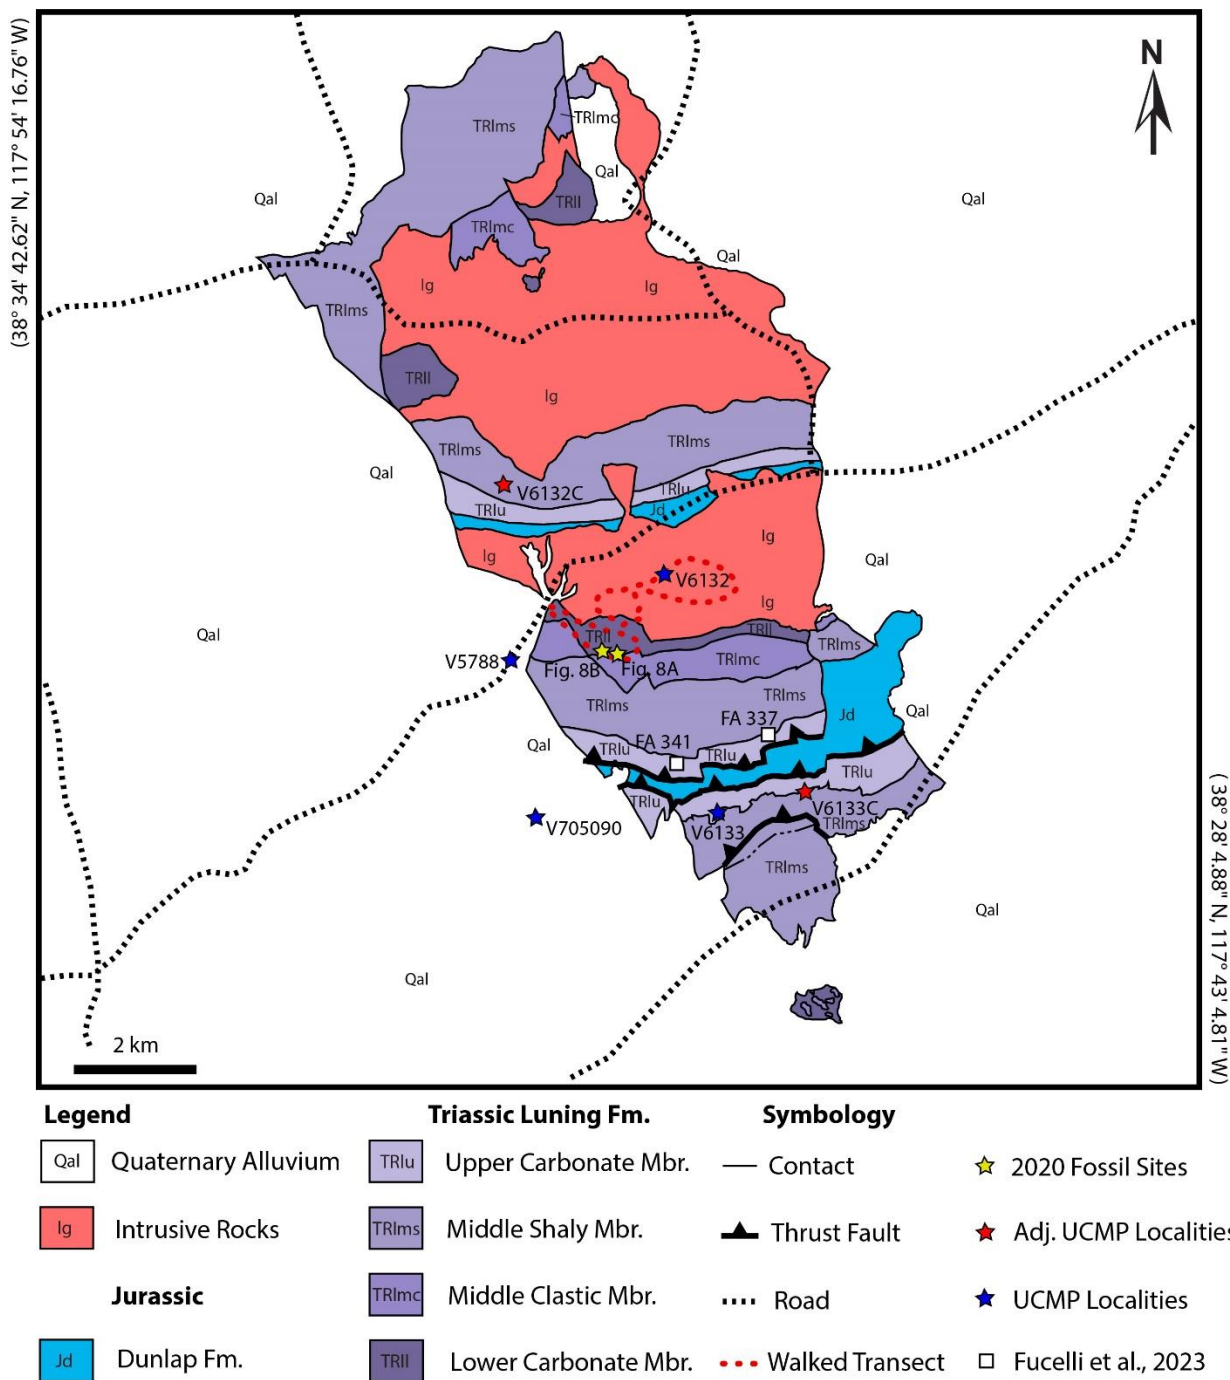 (38° 34' 42.62" N, 117° 54' 16.76" W)
N
TRlms
TRlmc
Qal
TRll
Qal
Qal
TRlmc
Qal
Ig
Ig
TRlms
TRll
Ig
TRlms
TRlms
Qal
V6132C
TRlu
TRlu
Jd
Ig
Ig
Qal
V6132
Ig
Qal
TRll
TRll
TRlms
V5788
Fig. 8B
Fig. 8A
TRlmc
TRlms
TRlms
FA 337
Jd
Qal
Qal
TRlu
FA 341
TRlu
TRlu
TRlu
V6133C
V705090
V6133
TRlms
TRlms
Qal
Qal
(38° 28' 4.88" N, 117° 43' 4.81" W)
2 km
Legend
Triassic Luning Fm.
Symbology
Qal Quaternary Alluvium
TRlu Upper Carbonate Mbr.
Contact
2020 Fossil Sites
Ig Intrusive Rocks
TRlms Middle Shaly Mbr.
Thrust Fault
Adj. UCMP Localities
Jurassic
TRlmc Middle Clastic Mbr.
Road
UCMP Localities
Jd Dunlap Fm.
TRll Lower Carbonate Mbr.
Walked Transect
Fucelli et al., 2023